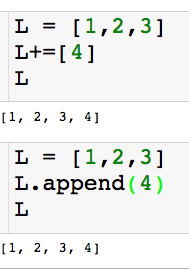 L = [1,2,3]
L+=[4]
L
[1, 2, 3, 4]
L = [1,2,3]
L.append(4)
L
[1, 2, 3, 4]